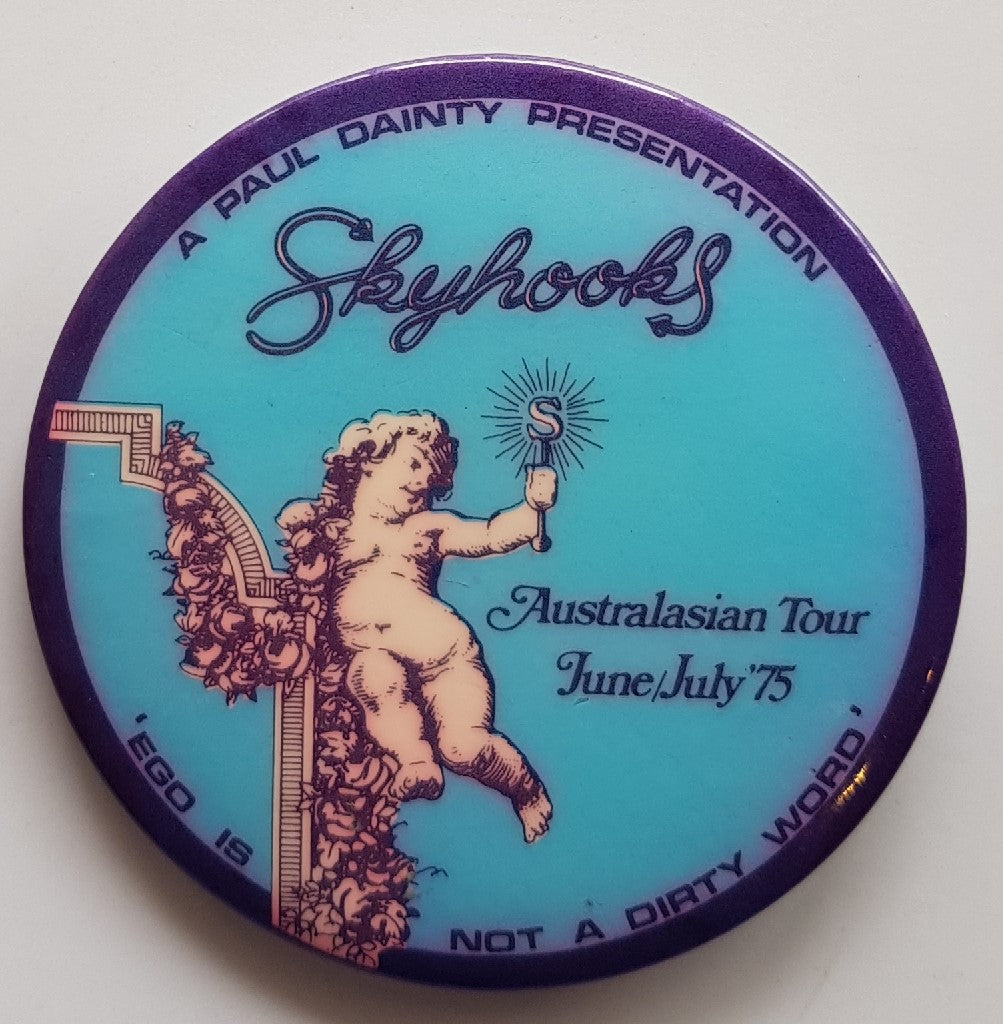 A PAUL DAINTY PRESENTATION
Skyhooks
S
Australasian Tour
June/July '75
'EGO IS NOT A DIRTY WORD'